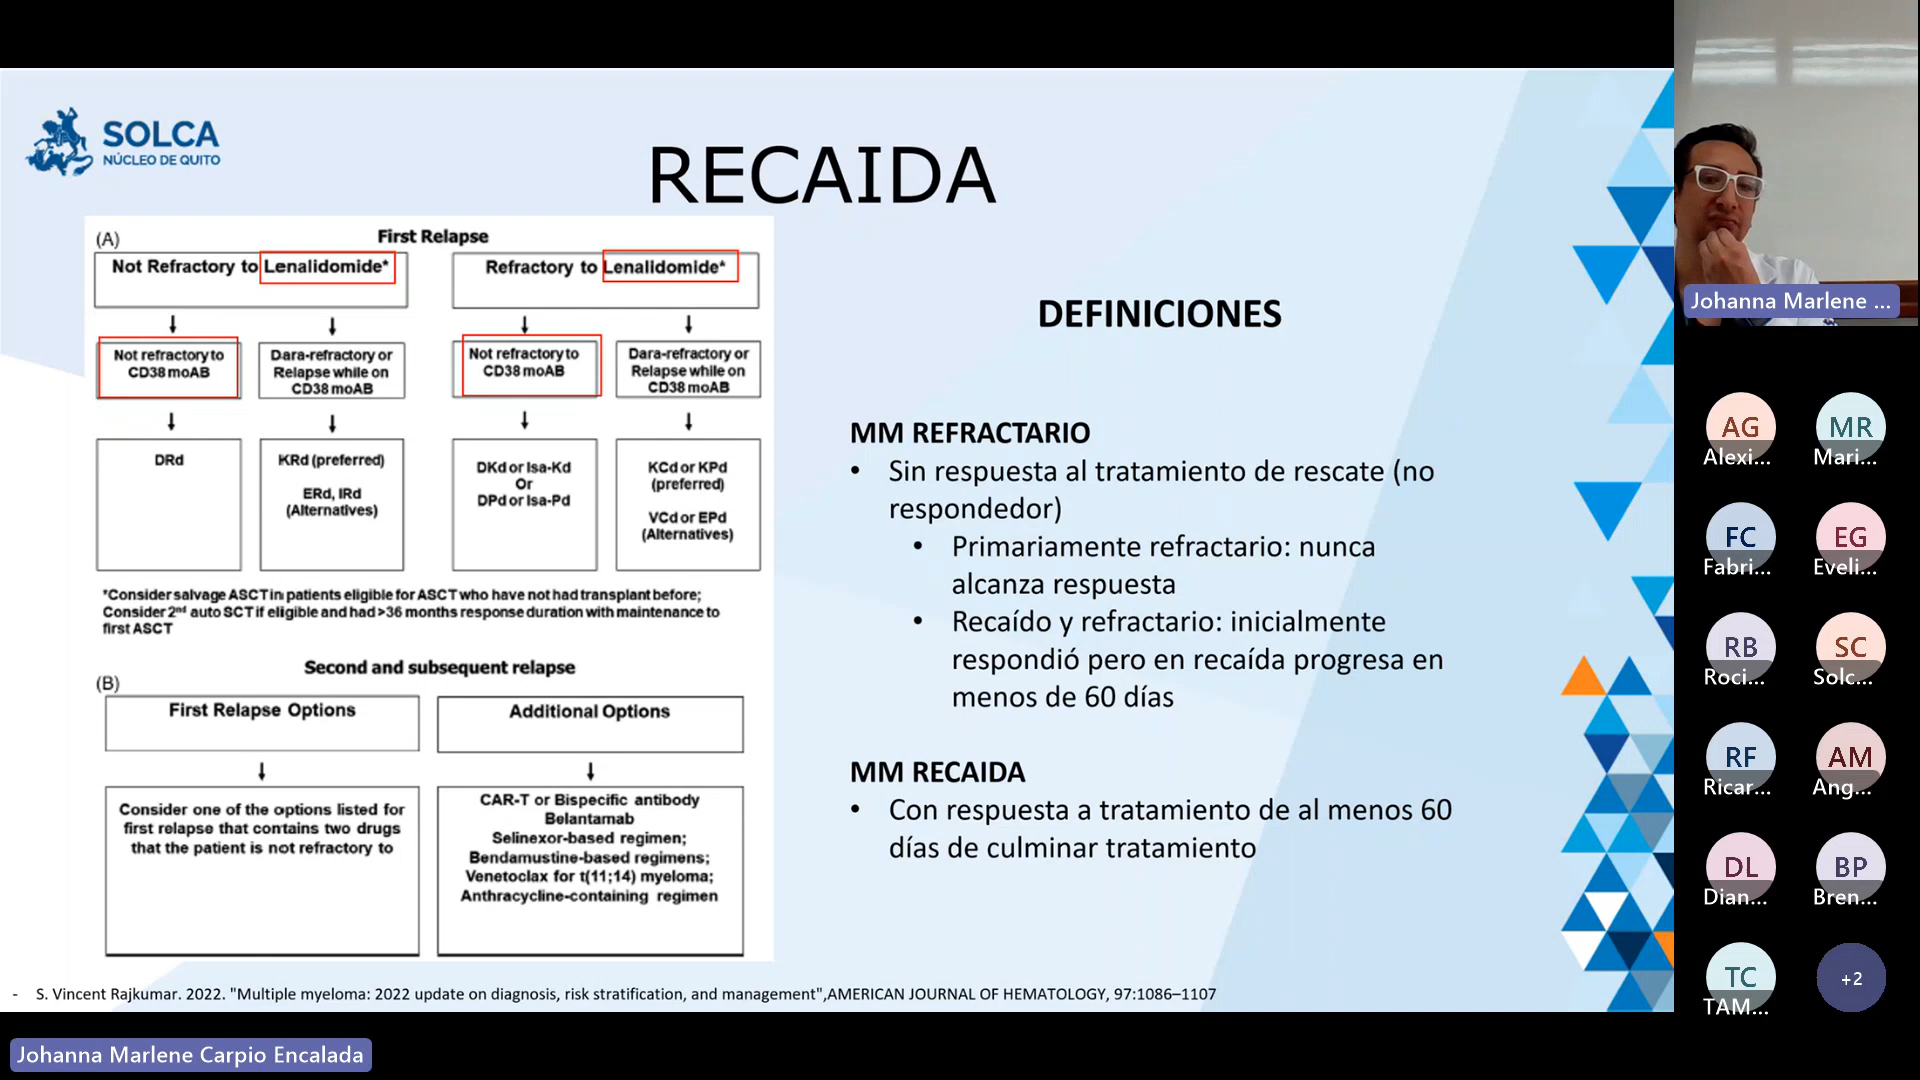 SOLCA
NÚCLEO DE QUITO
RECAIDA
(A)
First Relapse
Not Refractory to Lenalidomide*
Refractory to Lenalidomide*
Not refractory to
CD38 moAB
Dara-refractory or
Relapse while on
CD38 moAB
Not refractory to
CD38 moAB
Dara-refractory or
Relapse while on
CD38 moAB
DRd
KRd (preferred)
ERd, IRd
(Alternatives)
DKd or Isa-Kd
Or
DPd or Isa-Pd
KCd or KPd
(preferred)
VCd or EPd
(Alternatives)
*Consider salvage ASCT in patients eligible for ASCT who have not had transplant before;
Consider 2nd auto SCT if eligible and had >36 months response duration with maintenance to
first ASCT
Second and subsequent relapse
(B)
First Relapse Options
Additional Options
Consider one of the options listed for
first relapse that contains two drugs
that the patient is not refractory to
CAR-T or Bispecific antibody
Belantamab
Selinexor-based regimen;
Bendamustine-based regimens;
Venetoclax for t(11;14) myeloma;
Anthracycline-containing regimen
DEFINICIONES
MM REFRACTARIO
• Sin respuesta al tratamiento de rescate (no
respondedor)
• Primariamente refractario: nunca
alcanza respuesta
• Recaído y refractario: inicialmente
respondió pero en recaída progresa en
menos de 60 días
MM RECAIDA
• Con respuesta a tratamiento de al menos 60
días de culminar tratamiento
- S. Vincent Rajkumar. 2022. "Multiple myeloma: 2022 update on diagnosis, risk stratification, and management",AMERICAN JOURNAL OF HEMATOLOGY, 97:1086–1107
Johanna Marlene Carpio Encalada
Johanna Marlene ...
AG
Alexi...
MR
Mari...
FC
Fabri...
EG
Eveli...
RB
Roci...
SC
Solc...
RF
Ricar...
AM
Ang...
DL
Dian...
BP
Bren...
TC
TAM...
+2